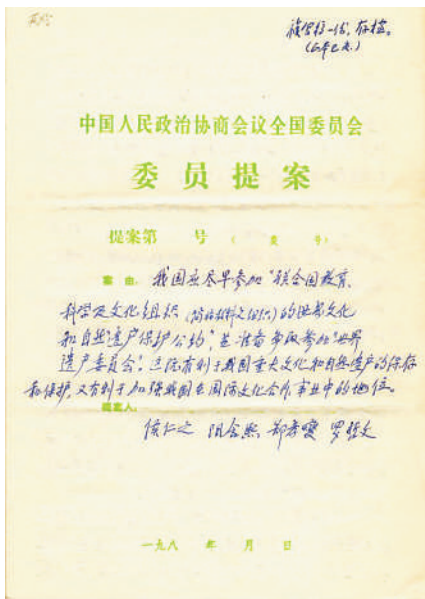 存档。
中国人民政治协商会议全国委员会
委员提案
提案第 号 ( 类 号)
案由: 我国应尽早参加“联合国教育、
科学及文化组织(简称教科文组织)的世界文化
和自然遗产保护公约”并准备争取参加“世界
遗产委员会”。这既有利于我国重大文化和自然遗产的保存
和保护,又有利于加强我国在国际文化合作事业中的地位。
提案人:
侯仁之 阳含熙 郑孝燮 罗哲文
一九八 年 月 日